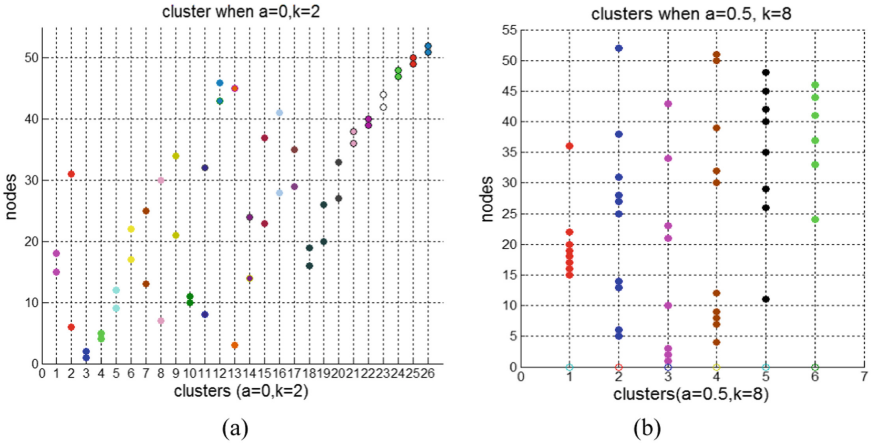 cluster when a=0,k=2
nodes
50
40
30
20
10
0
0 1 2 3 4 5 6 7 8 9 10 11 12 13 14 15 16 17 18 19 20 21 22 23 24 25 26
clusters (a=0,k=2)
(a)
clusters when a=0.5, k=8
nodes
55
50
45
40
35
30
25
20
15
10
5
0
0 1 2 3 4 5 6 7
clusters(a=0.5,k=8)
(b)